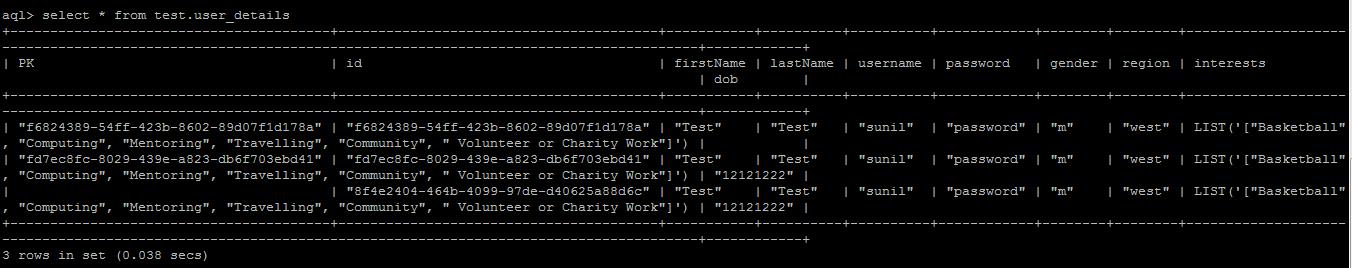 aql> select * from test.user_details
+---------------------------------------+---------------------------------------+-----------+----------+----------+------------+--------+--------+--------------------
-----------------------------------------------------------------------------------+------------+
| PK                                     | id                                     | firstName | lastName | username | password   | gender | region | interests
                                                                                   | dob        |
+---------------------------------------+---------------------------------------+-----------+----------+----------+------------+--------+--------+--------------------
-----------------------------------------------------------------------------------+------------+
| "f6824389-54ff-423b-8602-89d07f1d178a" | "f6824389-54ff-423b-8602-89d07f1d178a" | "Test"    | "Test"   | "sunil"  | "password" | "m"    | "west" | LIST('["Basketball"
, "Computing", "Mentoring", "Travelling", "Community", " Volunteer or Charity Work"]') |            |
| "fd7ec8fc-8029-439e-a823-db6f703ebd41" | "fd7ec8fc-8029-439e-a823-db6f703ebd41" | "Test"    | "Test"   | "sunil"  | "password" | "m"    | "west" | LIST('["Basketball"
, "Computing", "Mentoring", "Travelling", "Community", " Volunteer or Charity Work"]') | "12121222" |
|                                        | "8f4e2404-464b-4099-97de-d40625a88d6c" | "Test"    | "Test"   | "sunil"  | "password" | "m"    | "west" | LIST('["Basketball"
, "Computing", "Mentoring", "Travelling", "Community", " Volunteer or Charity Work"]') | "12121222" |
+---------------------------------------+---------------------------------------+-----------+----------+----------+------------+--------+--------+--------------------
-----------------------------------------------------------------------------------+------------+
3 rows in set (0.038 secs)